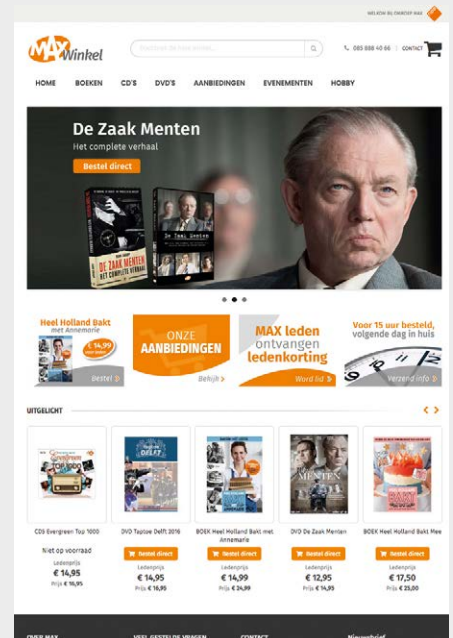 WELKOM BIJ OMROEP MAX
MAX Winkel
085 888 40 66 | CONTACT
HOME BOEKEN CD'S DVD'S AANBIEDINGEN EVENEMENTEN HOBBY
De Zaak Menten
Het complete verhaal
Bestel direct
DE ZAAK MENTEN
HET COMPLETE VERHAAL
De Zaak Menten
Heel Holland Bakt
met Annemarie
€ 14,99
Bestel
ONZE
AANBIEDINGEN
Bekijk
MAX leden
ontvangen
ledenkorting
Word lid
Voor 15 uur besteld,
volgende dag in huis
Verzend info
UITGELICHT
Evergreen
TOP 1000
DELFT
MENTEN
CDS Evergreen Top 1000
DVD Taptoe Delft 2016
BOEK Heel Holland Bakt met
Annemarie
DVD De Zaak Menten
BOEK Heel Holland Bakt Mee
Niet op voorraad
Bestel direct
Bestel direct
Bestel direct
Bestel direct
Ledenprijs
€ 14,95
Prijs € 16,95
Ledenprijs
€ 14,95
Prijs € 16,95
Ledenprijs
€ 14,99
Prijs € 24,99
Ledenprijs
€ 12,95
Prijs € 14,95
Ledenprijs
€ 17,50
Prijs € 25,00
OVER MAX
VEEL GESTELDE VRAGEN
CONTACT
Nieuwsbrief